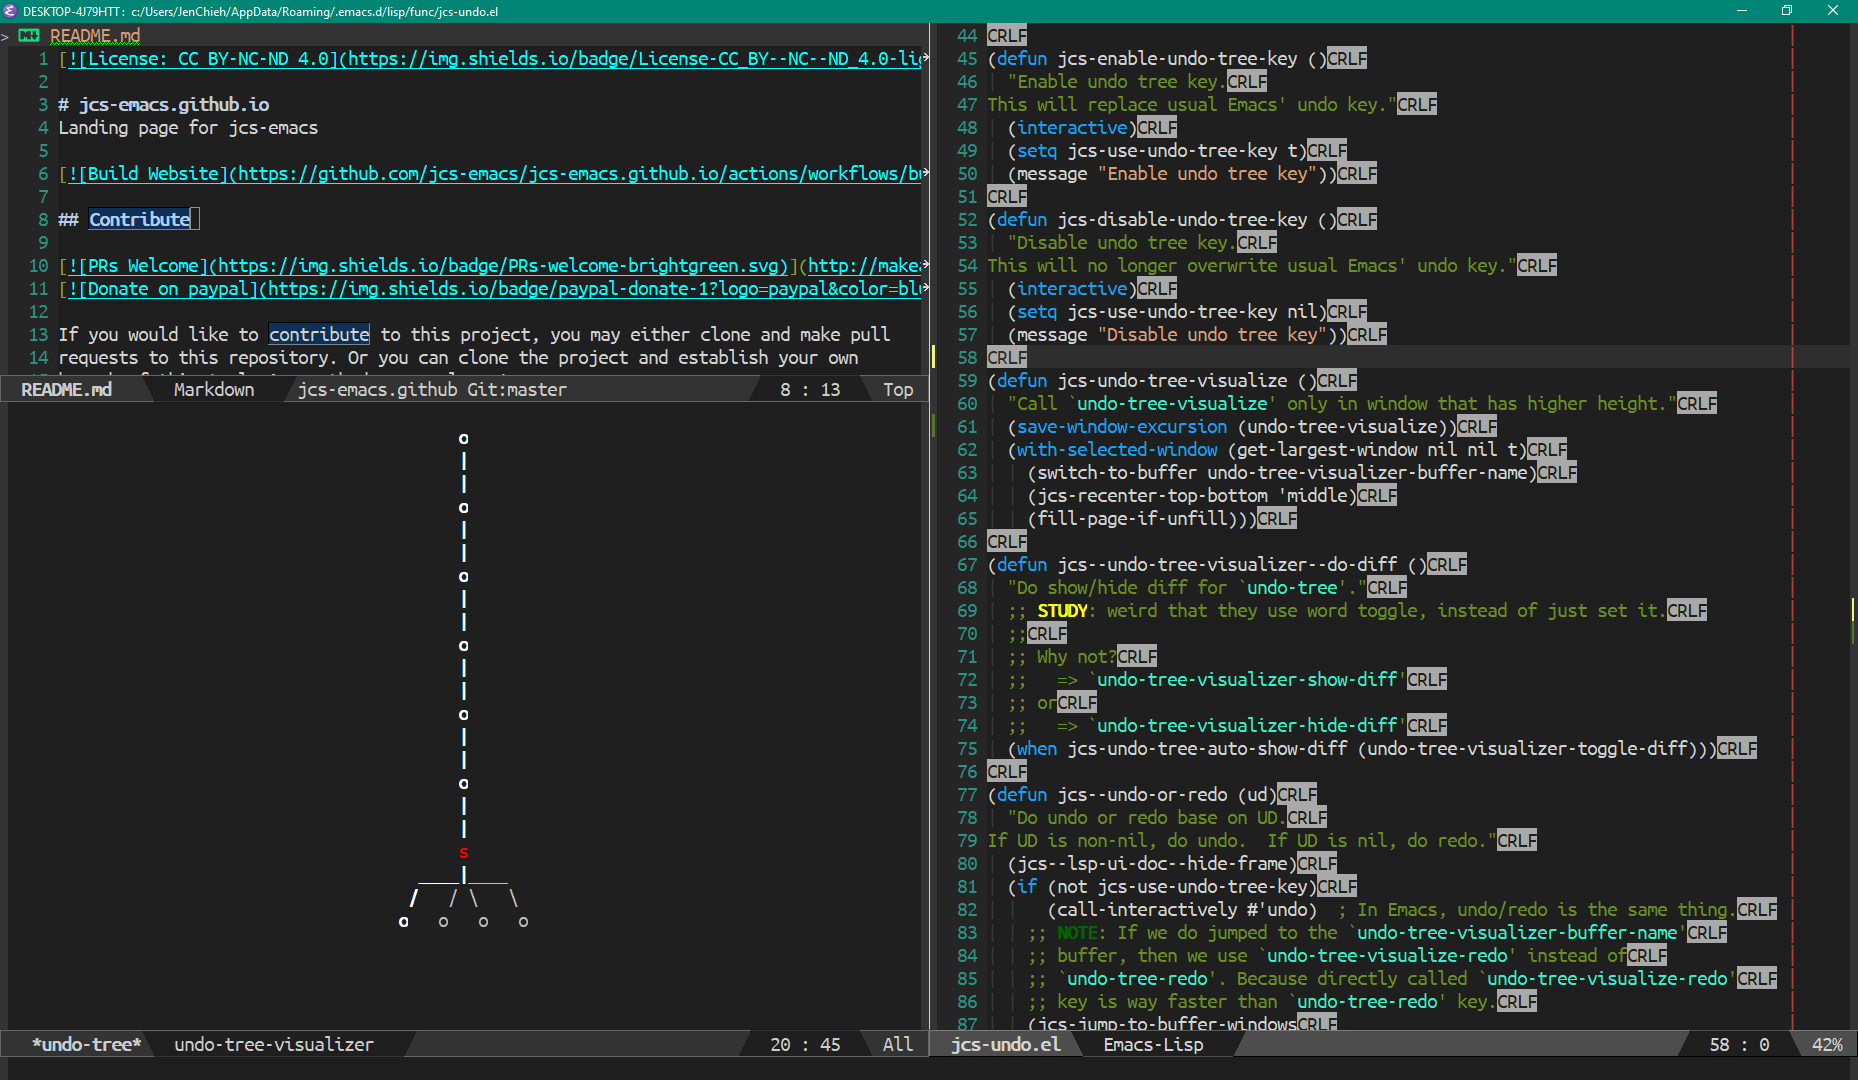 DESKTOP-4J79HTT: c:/Users/JenChieh/AppData/Roaming/.emacs.d/lisp/func/jcs-undo.el
> README.md
1 [![License: CC BY-NC-ND 4.0](https://img.shields.io/badge/License-CC_BY--NC--ND_4.0-li
2
3 # jcs-emacs.github.io
4 Landing page for jcs-emacs
5
6 [![Build Website](https://github.com/jcs-emacs/jcs-emacs.github.io/actions/workflows/bu
7
8 ## Contribute
9
10 [![PRs Welcome](https://img.shields.io/badge/PRs-welcome-brightgreen.svg)](http://makea
11 [![Donate on paypal](https://img.shields.io/badge/paypal-donate-1?logo=paypal&color=blu
12
13 If you would like to contribute to this project, you may either clone and make pull
14 requests to this repository. Or you can clone the project and establish your own
README.md Markdown jcs-emacs.github Git:master 8 : 13 Top
o
|
|
o
|
|
o
|
|
o
|
|
o
|
|
o
|
|
s
____|____
/ / \ \
o o o o
*undo-tree* undo-tree-visualizer 20 : 45 All
44 CRLF
45 (defun jcs-enable-undo-tree-key ()CRLF
46 "Enable undo tree key.CRLF
47 This will replace usual Emacs' undo key."CRLF
48 (interactive)CRLF
49 (setq jcs-use-undo-tree-key t)CRLF
50 (message "Enable undo tree key"))CRLF
51 CRLF
52 (defun jcs-disable-undo-tree-key ()CRLF
53 "Disable undo tree key.CRLF
54 This will no longer overwrite usual Emacs' undo key."CRLF
55 (interactive)CRLF
56 (setq jcs-use-undo-tree-key nil)CRLF
57 (message "Disable undo tree key"))CRLF
58 CRLF
59 (defun jcs-undo-tree-visualize ()CRLF
60 "Call `undo-tree-visualize' only in window that has higher height."CRLF
61 (save-window-excursion (undo-tree-visualize))CRLF
62 (with-selected-window (get-largest-window nil nil t)CRLF
63 (switch-to-buffer undo-tree-visualizer-buffer-name)CRLF
64 (jcs-recenter-top-bottom 'middle)CRLF
65 (fill-page-if-unfill)))CRLF
66 CRLF
67 (defun jcs--undo-tree-visualizer--do-diff ()CRLF
68 "Do show/hide diff for `undo-tree'."CRLF
69 ;; STUDY: weird that they use word toggle, instead of just set it.CRLF
70 ;;CRLF
71 ;; Why not?CRLF
72 ;; => `undo-tree-visualizer-show-diff'CRLF
73 ;; orCRLF
74 ;; => `undo-tree-visualizer-hide-diff'CRLF
75 (when jcs-undo-tree-auto-show-diff (undo-tree-visualizer-toggle-diff)))CRLF
76 CRLF
77 (defun jcs--undo-or-redo (ud)CRLF
78 "Do undo or redo base on UD.CRLF
79 If UD is non-nil, do undo.  If UD is nil, do redo."CRLF
80 (jcs--lsp-ui-doc--hide-frame)CRLF
81 (if (not jcs-use-undo-tree-key)CRLF
82 (call-interactively #'undo)  ; In Emacs, undo/redo is the same thing.CRLF
83 ;; NOTE: If we do jumped to the `undo-tree-visualizer-buffer-name'CRLF
84 ;; buffer, then we use `undo-tree-visualize-redo' instead ofCRLF
85 ;; `undo-tree-redo'. Because directly called `undo-tree-visualize-redo'CRLF
86 ;; key is way faster than `undo-tree-redo' key.CRLF
87 (jcs-jump-to-buffer-windowsCRLF
jcs-undo.el Emacs-Lisp 58 : 0 42%